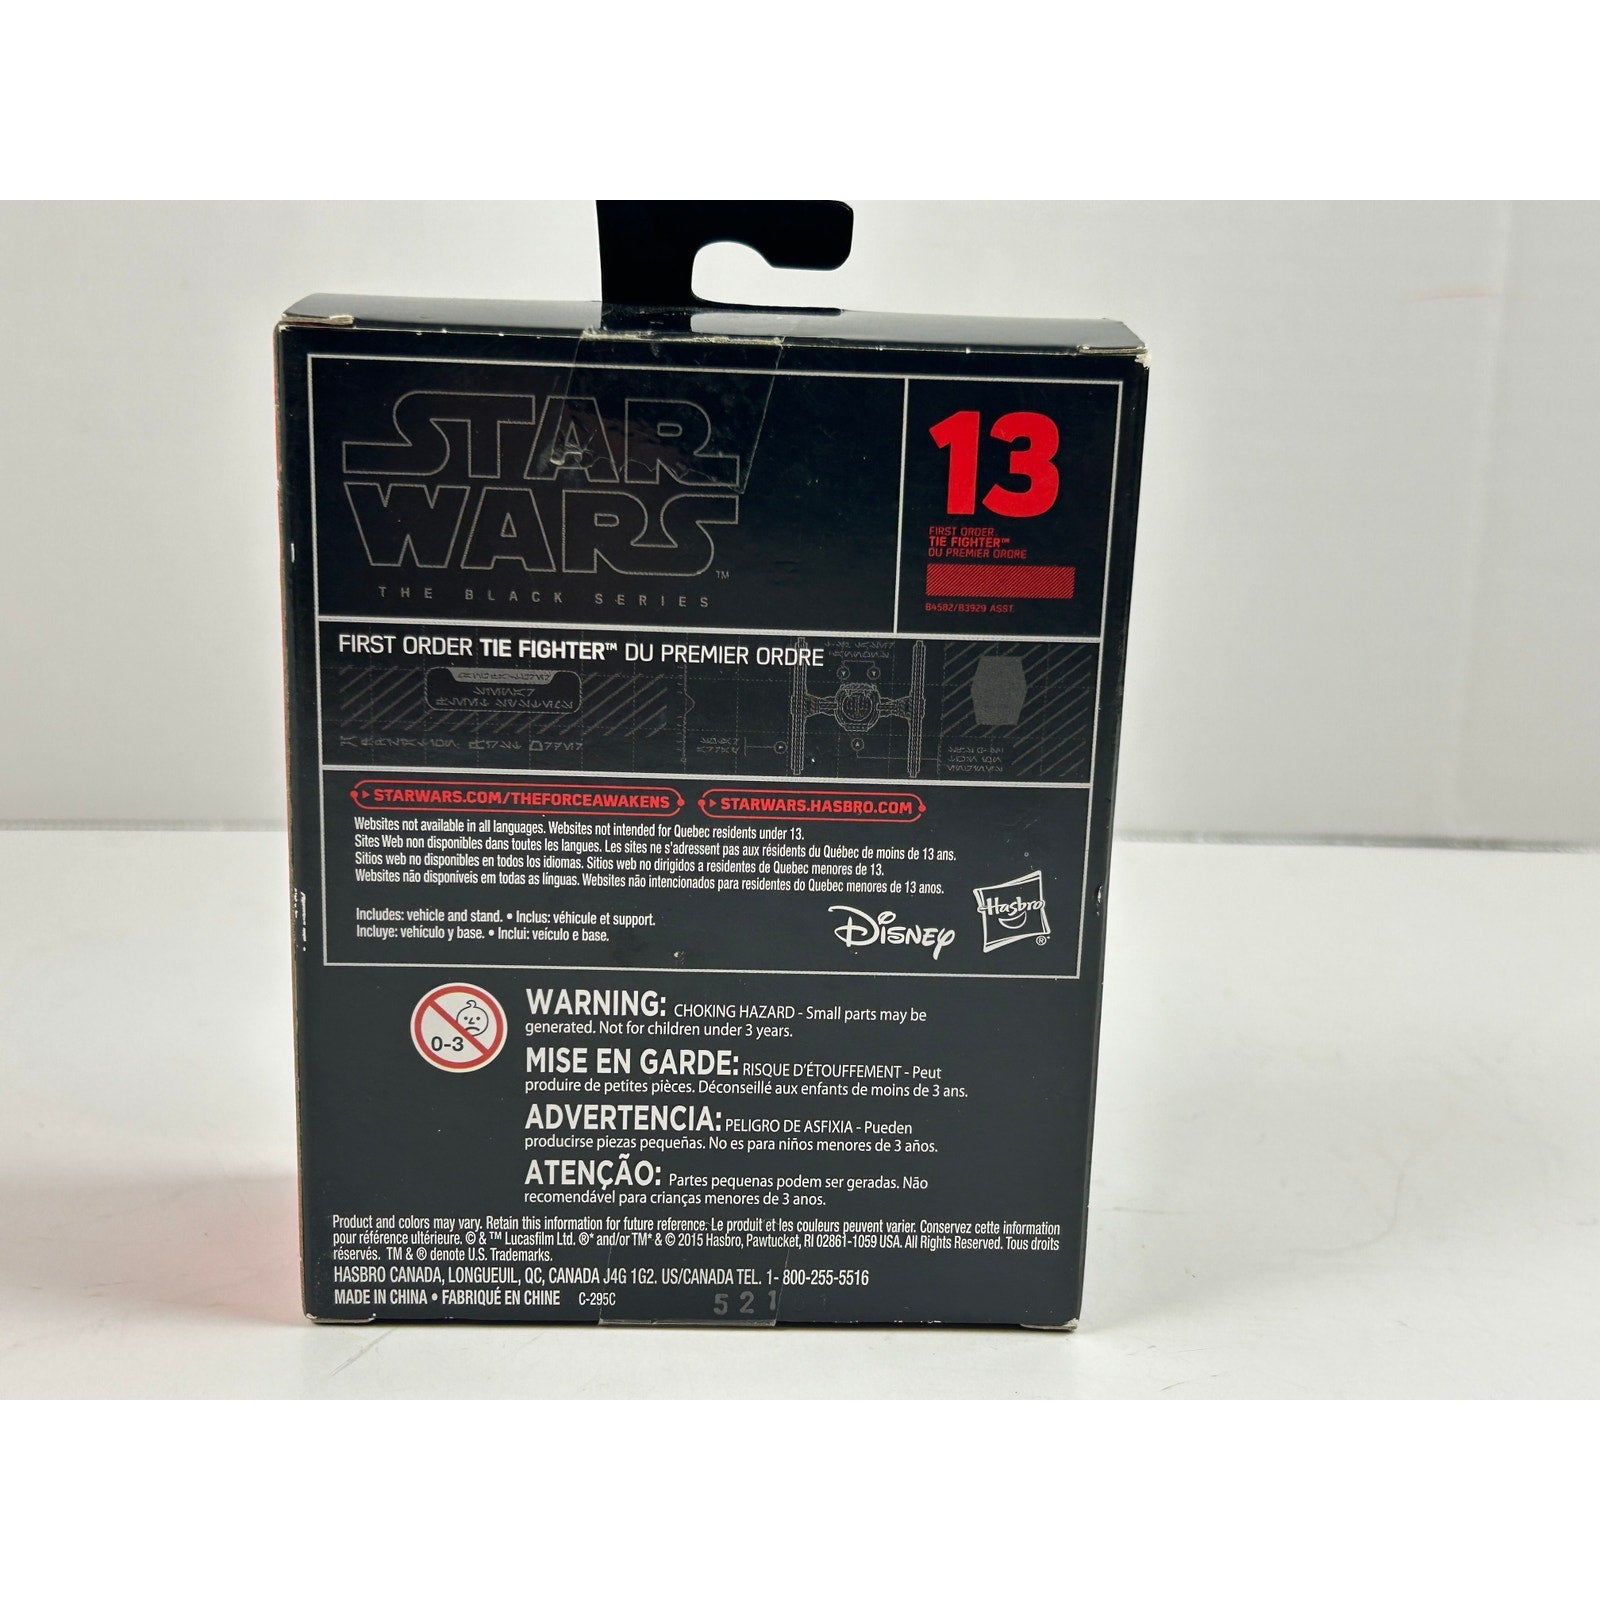 STAR
WARS
™
THE BLACK SERIES
13
FIRST ORDER
TIE FIGHTER™
DU PREMIER ORDRE
B4582/B3929 ASST.
FIRST ORDER TIE FIGHTER™ DU PREMIER ORDRE
STARWARS.COM/THEFORCEAWAKENS STARWARS.HASBRO.COM
Websites not available in all languages. Websites not intended for Quebec residents under 13.
Sites Web non disponibles dans toutes les langues. Les sites ne s'adressent pas aux résidents du Québec de moins de 13 ans.
Sitios web no disponibles en todos los idiomas. Sitios web no dirigidos a residentes de Quebec menores de 13.
Websites não disponíveis em todas as línguas. Websites não intencionados para residentes do Quebec menores de 13 anos.
Includes: vehicle and stand. • Inclus: véhicule et support.
Incluye: vehículo y base. • Inclui: veículo e base.
Disney
Hasbro
®*
0-3
WARNING: CHOKING HAZARD - Small parts may be
generated. Not for children under 3 years.
MISE EN GARDE: RISQUE D'ÉTOUFFEMENT - Peut
produire de petites pièces. Déconseillé aux enfants de moins de 3 ans.
ADVERTENCIA: PELIGRO DE ASFIXIA - Pueden
producirse piezas pequeñas. No es para niños menores de 3 años.
ATENÇÃO: Partes pequenas podem ser geradas. Não
recomendável para crianças menores de 3 anos.
Product and colors may vary. Retain this information for future reference. Le produit et les couleurs peuvent varier. Conservez cette information
pour référence ultérieure. © & ™ Lucasfilm Ltd. ®* and/or TM* & © 2015 Hasbro, Pawtucket, RI 02861-1059 USA. All Rights Reserved. Tous droits
réservés. TM & ® denote U.S. Trademarks.
HASBRO CANADA, LONGUEUIL, QC, CANADA J4G 1G2. US/CANADA TEL. 1-800-255-5516
MADE IN CHINA • FABRIQUÉ EN CHINE C-295C